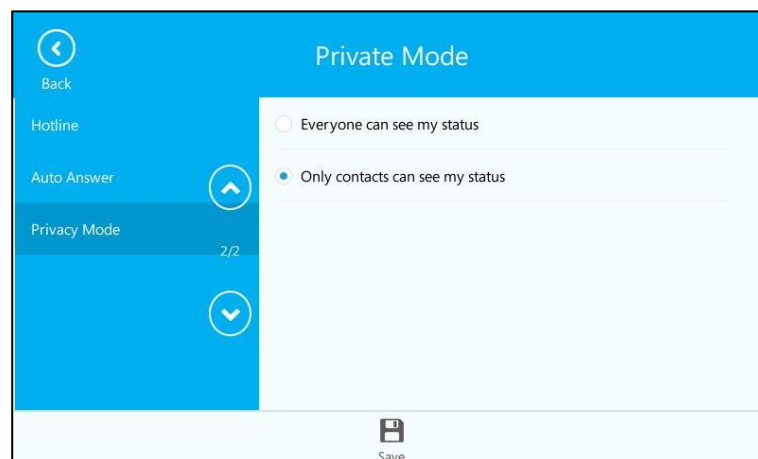 Private Mode
Back
Hotline
Everyone can see my status
Auto Answer
Only contacts can see my status
Privacy Mode
2/2
Save